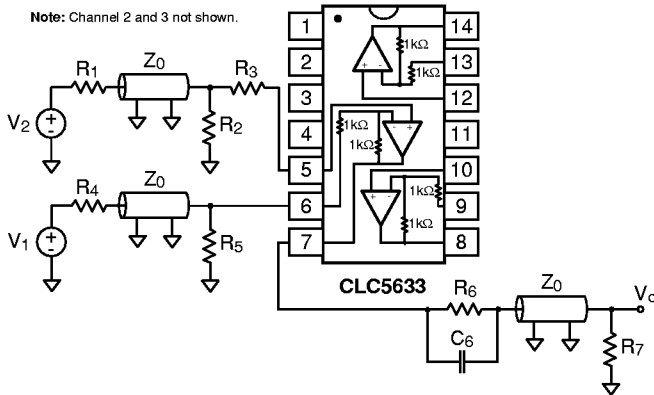 Note: Channel 2 and 3 not shown.
1
2
3
4
5
6
7
14
13
12
11
10
9
8
1kΩ
1kΩ
1kΩ
1kΩ
1kΩ
1kΩ
+ -
- +
+ -
R1
Z0
R3
V2
+
-
R2
R4
Z0
V1
+
-
R5
CLC5633
R6
C6
Z0
Vo
R7